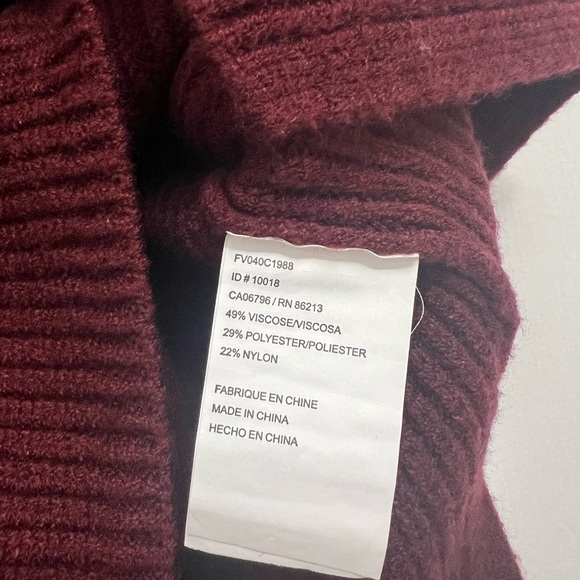 FV040C1988
ID # 10018
CA06796 / RN 86213
49% VISCOSE/VISCOSA
29% POLYESTER/POLIESTER
22% NYLON
FABRIQUE EN CHINE
MADE IN CHINA
HECHO EN CHINA